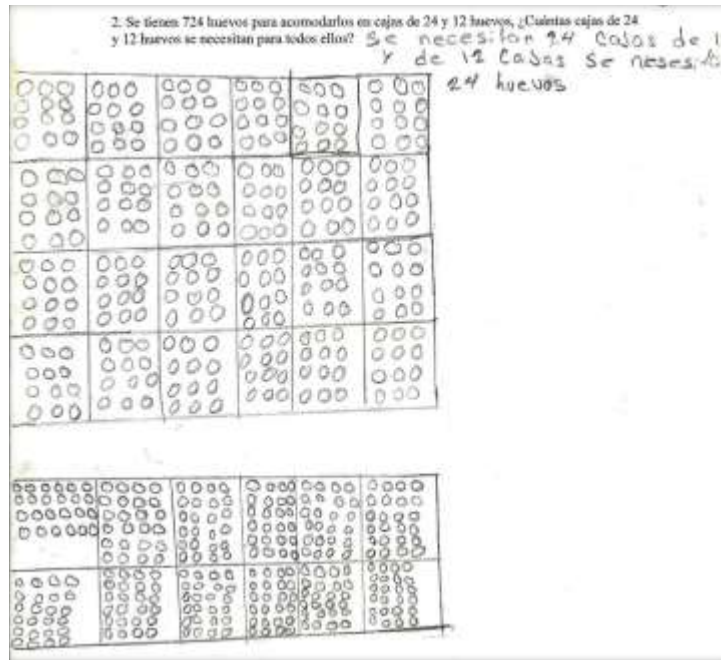 2. Se tienen 724 huevos para acomodarlos en cajas de 24 y 12 huevos, ¿Cuántas cajas de 24
y 12 huevos se necesitan para todos ellos? Se necesitan 24 cajas de 1
y de 12 cajas se neses
24 huevos